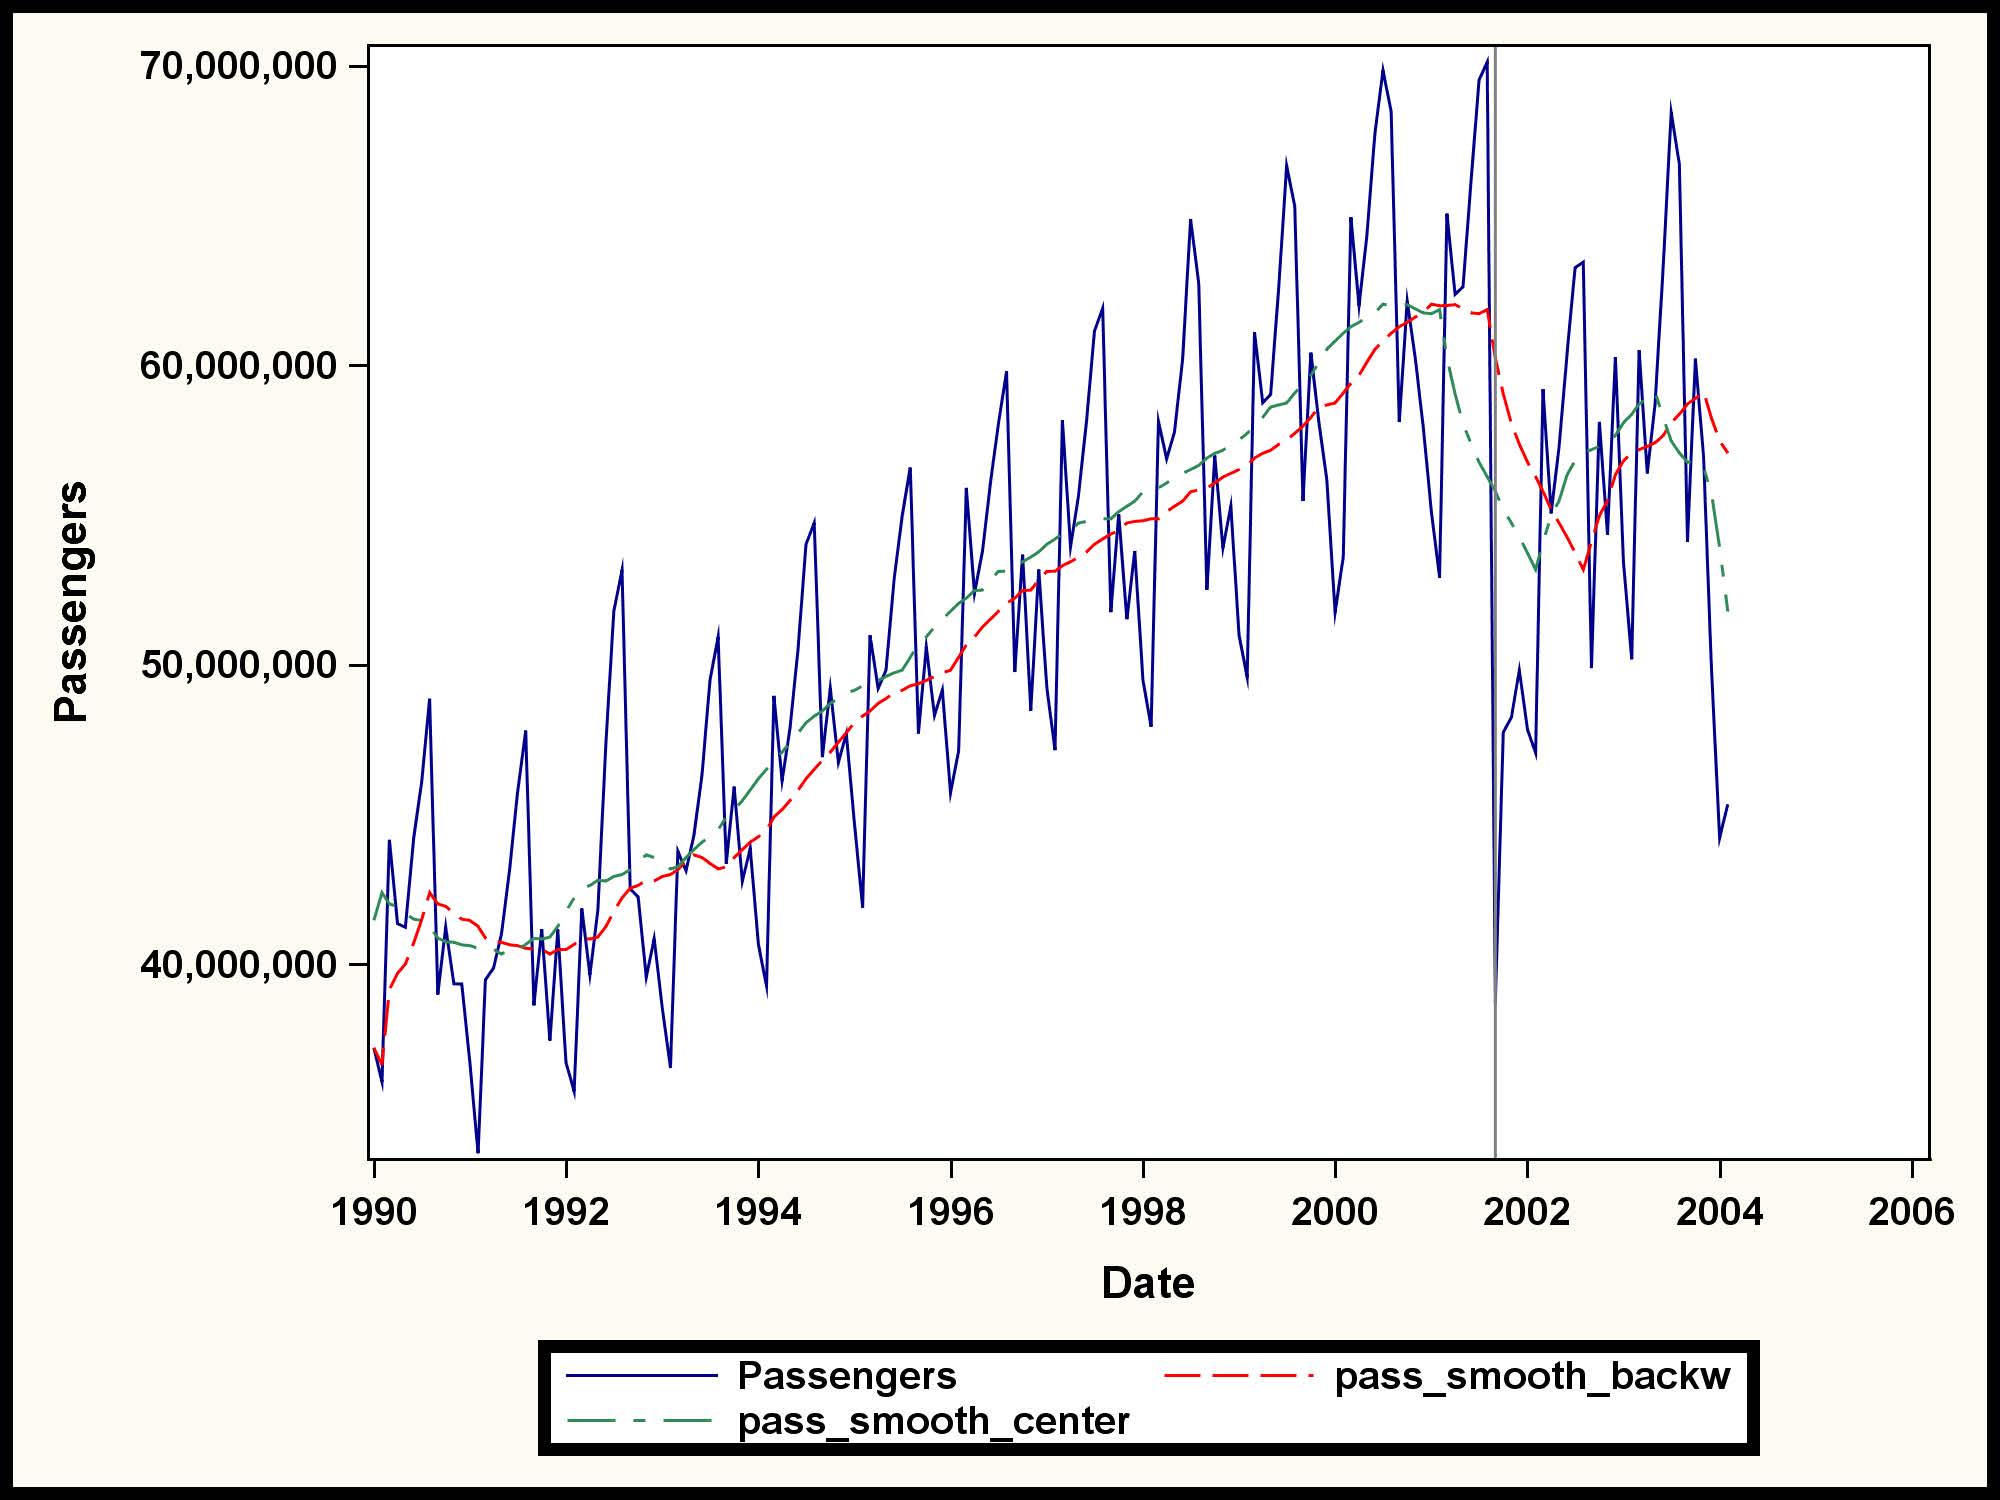 70,000,000
60,000,000
50,000,000
40,000,000
Passengers
1990 1992 1994 1996 1998 2000 2002 2004 2006
Date
Passengers pass_smooth_backw
pass_smooth_center